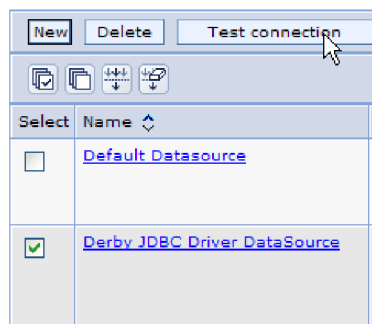 New Delete Test connection
Select Name
Default Datasource
Derby JDBC Driver DataSource